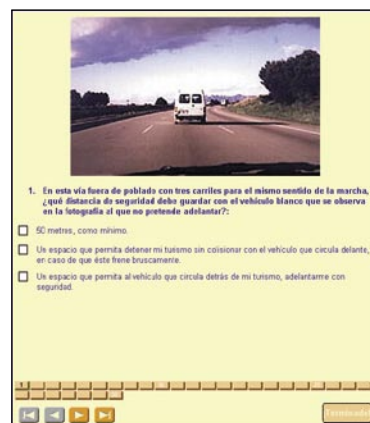 1. En esta vía fuera de poblado con tres carriles para el mismo sentido de la marcha,
¿qué distancia de seguridad debe guardar con el vehículo blanco que se observa
en la fotografía al que no pretende adelantar?:
50 metros, como mínimo.
Un espacio que permita detener mi turismo sin colisionar con el vehículo que circula delante,
en caso de que éste frene bruscamente.
Un espacio que permita al vehículo que circula detrás de mi turismo, adelantarme con
seguridad.
1